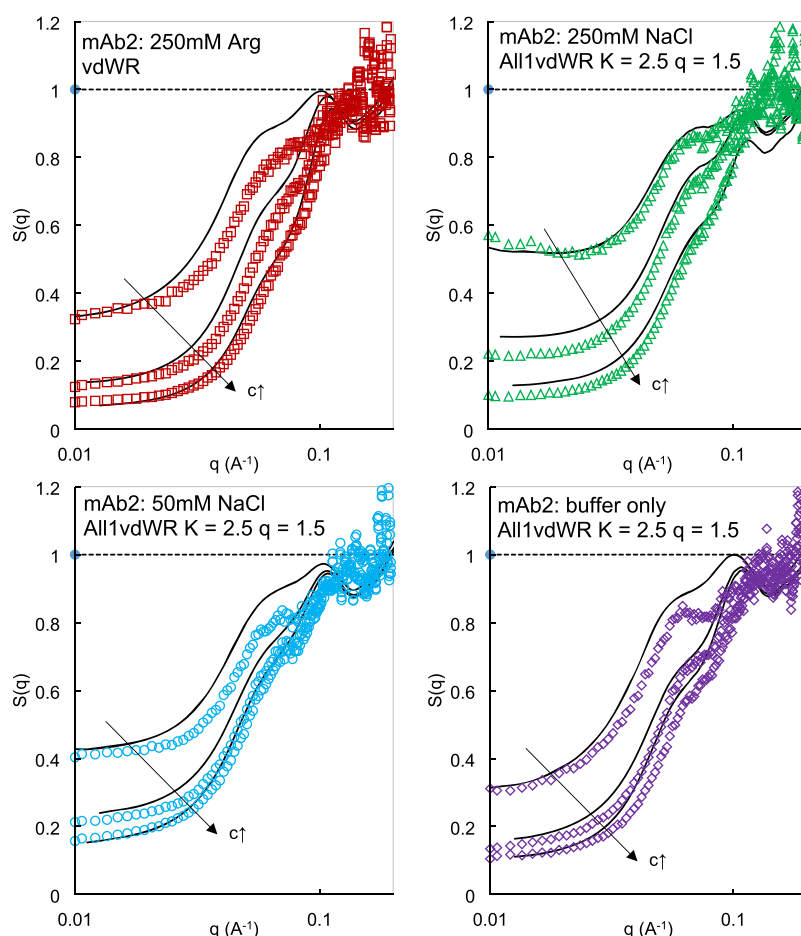 mAb2: 250mM Arg
vdWR
1.2
1
0.8
0.6
0.4
0.2
0
S(q)
c↑
0.01
0.1
q (A⁻¹)
mAb2: 250mM NaCl
All1vdWR K = 2.5 q = 1.5
1.2
1
0.8
0.6
0.4
0.2
0
S(q)
c↑
0.01
0.1
q (A⁻¹)
mAb2: 50mM NaCl
All1vdWR K = 2.5 q = 1.5
1.2
1
0.8
0.6
0.4
0.2
0
S(q)
c↑
0.01
0.1
q (A⁻¹)
mAb2: buffer only
All1vdWR K = 2.5 q = 1.5
1.2
1
0.8
0.6
0.4
0.2
0
S(q)
c↑
0.01
0.1
q (A⁻¹)